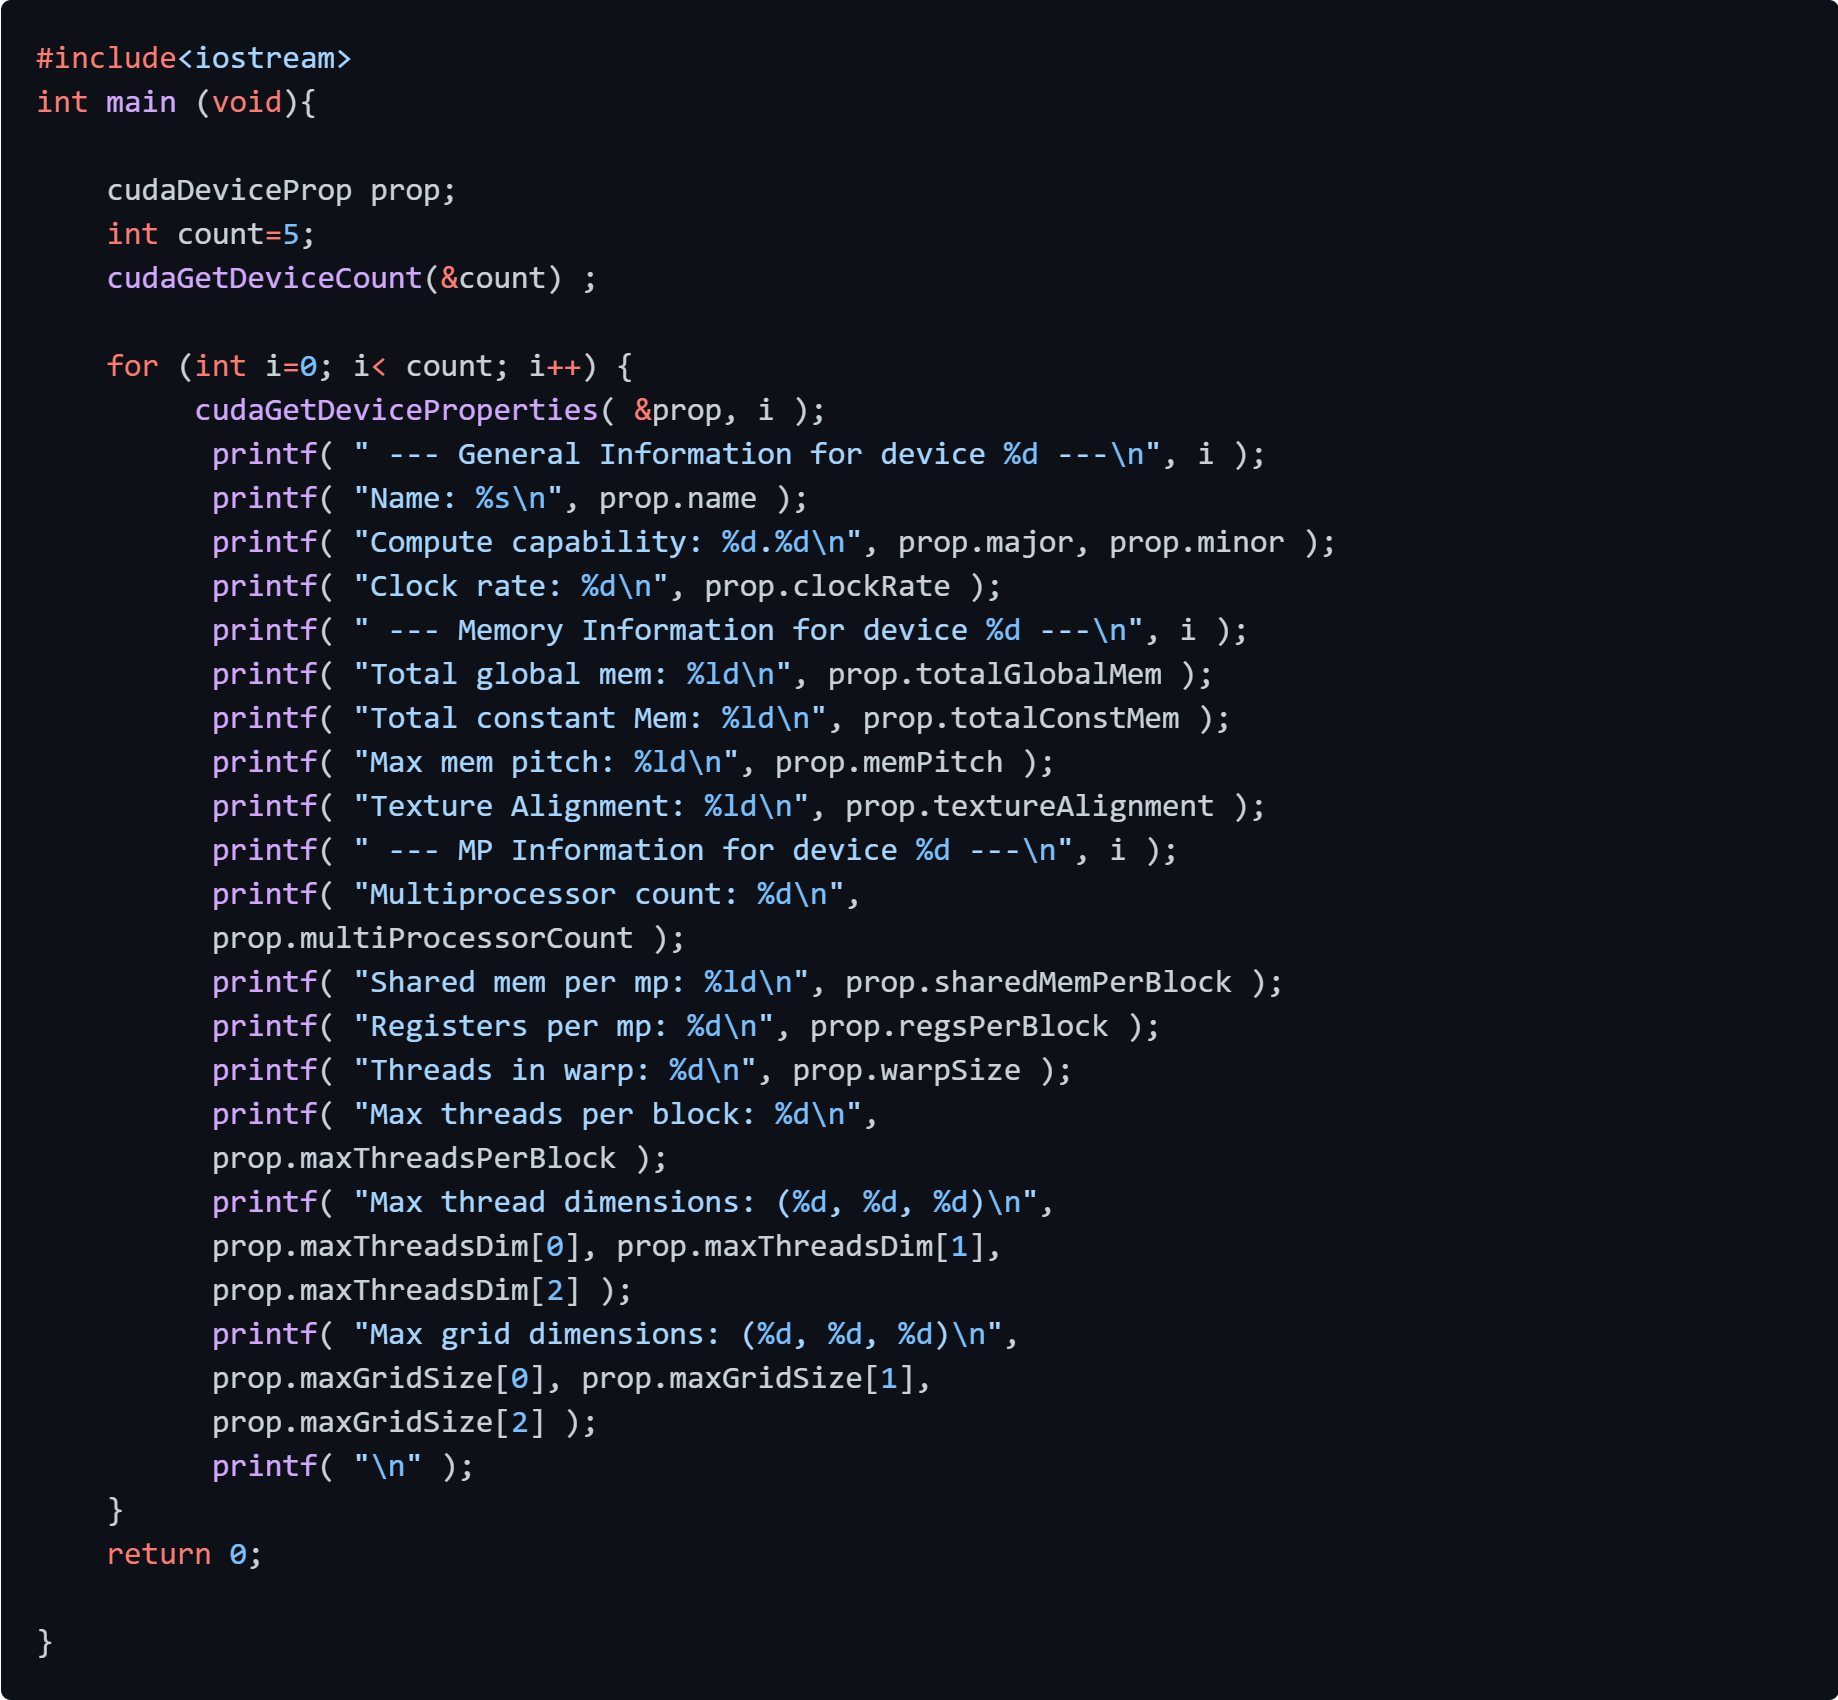 #include<iostream>
int main (void){
    cudaDeviceProp prop;
    int count=5;
    cudaGetDeviceCount(&count) ;
    for (int i=0; i< count; i++) {
         cudaGetDeviceProperties( &prop, i );
          printf( " --- General Information for device %d ---\n", i );
          printf( "Name: %s\n", prop.name );
          printf( "Compute capability: %d.%d\n", prop.major, prop.minor );
          printf( "Clock rate: %d\n", prop.clockRate );
          printf( " --- Memory Information for device %d ---\n", i );
          printf( "Total global mem: %ld\n", prop.totalGlobalMem );
          printf( "Total constant Mem: %ld\n", prop.totalConstMem );
          printf( "Max mem pitch: %ld\n", prop.memPitch );
          printf( "Texture Alignment: %ld\n", prop.textureAlignment );
          printf( " --- MP Information for device %d ---\n", i );
          printf( "Multiprocessor count: %d\n",
          prop.multiProcessorCount );
          printf( "Shared mem per mp: %ld\n", prop.sharedMemPerBlock );
          printf( "Registers per mp: %d\n", prop.regsPerBlock );
          printf( "Threads in warp: %d\n", prop.warpSize );
          printf( "Max threads per block: %d\n",
          prop.maxThreadsPerBlock );
          printf( "Max thread dimensions: (%d, %d, %d)\n",
          prop.maxThreadsDim[0], prop.maxThreadsDim[1],
          prop.maxThreadsDim[2] );
          printf( "Max grid dimensions: (%d, %d, %d)\n",
          prop.maxGridSize[0], prop.maxGridSize[1],
          prop.maxGridSize[2] );
          printf( "\n" );
    }
    return 0;
}